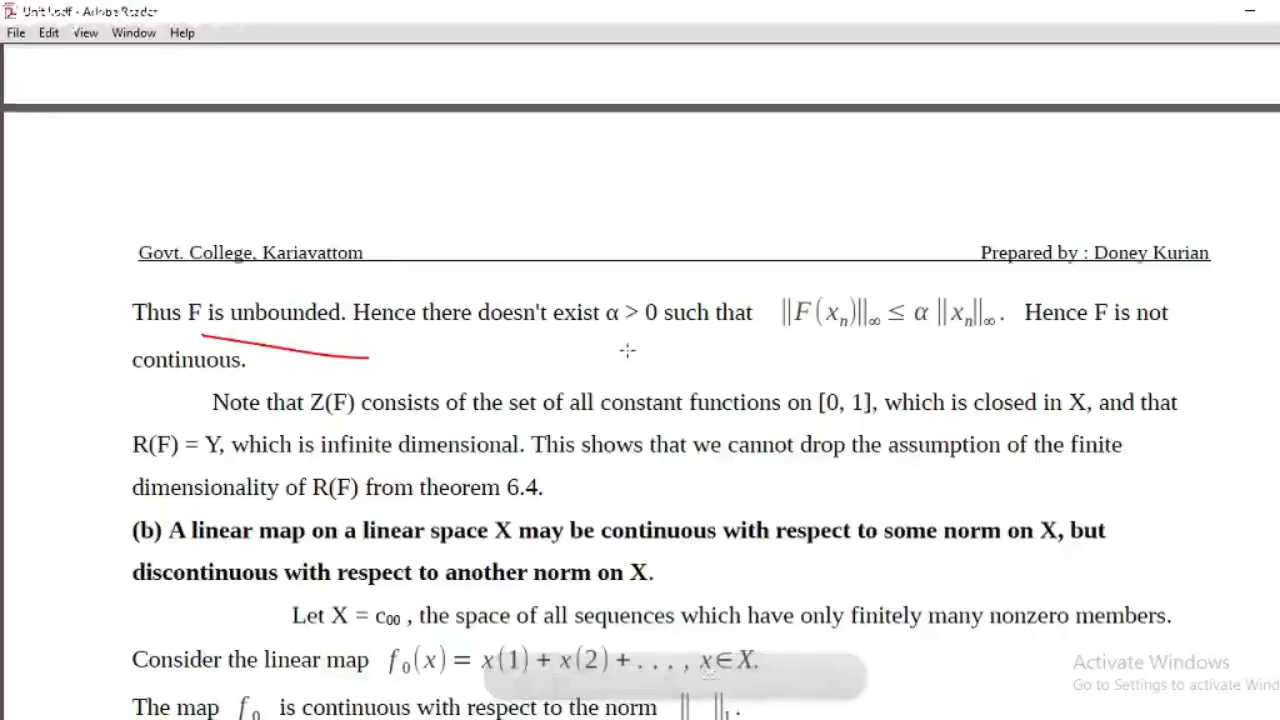 Unit I.pdf - Adobe Reader
File Edit View Window Help
Govt. College, Kariavattom Prepared by : Doney Kurian
Thus F is unbounded. Hence there doesn't exist α > 0 such that ||F(xₙ)||∞ ≤ α ||xₙ||∞. Hence F is not
continuous.
Note that Z(F) consists of the set of all constant functions on [0, 1], which is closed in X, and that
R(F) = Y, which is infinite dimensional. This shows that we cannot drop the assumption of the finite
dimensionality of R(F) from theorem 6.4.
(b) A linear map on a linear space X may be continuous with respect to some norm on X, but
discontinuous with respect to another norm on X.
Let X = c₀₀ , the space of all sequences which have only finitely many nonzero members.
Consider the linear map f₀(x) = x(1) + x(2) + . . . , x∈X.
The map f₀ is continuous with respect to the norm || ||₁.
Activate Windows
Go to Settings to activate Wind